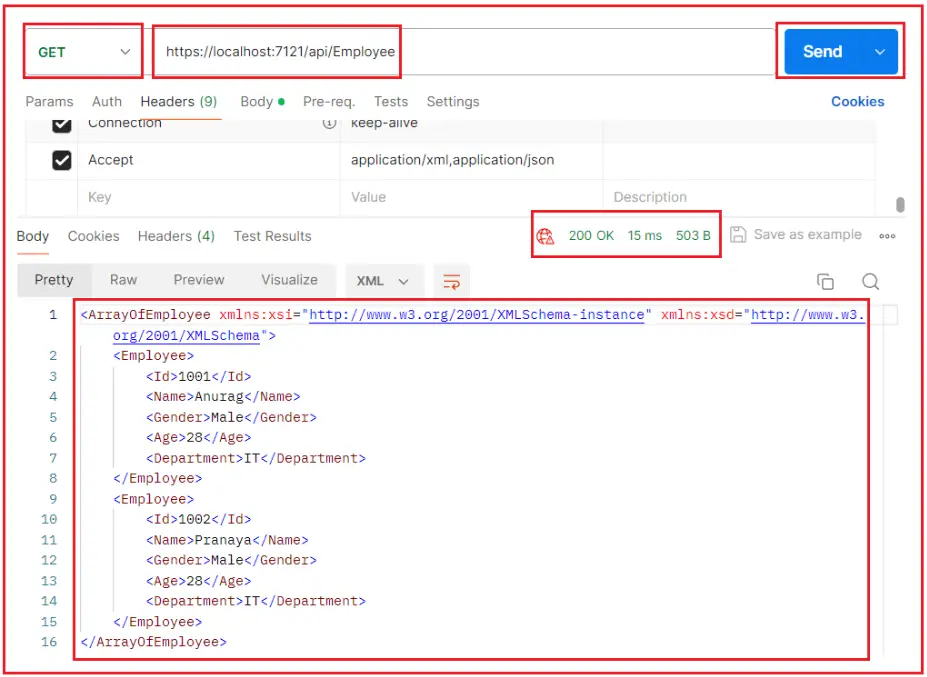 GET https://localhost:7121/api/Employee Send
Params Auth Headers (9) Body Pre-req. Tests Settings Cookies
Connection keep-alive
Accept application/xml,application/json
Key Value Description
Body Cookies Headers (4) Test Results 200 OK 15 ms 503 B Save as example
Pretty Raw Preview Visualize XML
1 <ArrayOfEmployee xmlns:xsi="http://www.w3.org/2001/XMLSchema-instance" xmlns:xsd="http://www.w3.
org/2001/XMLSchema">
2 <Employee>
3 <Id>1001</Id>
4 <Name>Anurag</Name>
5 <Gender>Male</Gender>
6 <Age>28</Age>
7 <Department>IT</Department>
8 </Employee>
9 <Employee>
10 <Id>1002</Id>
11 <Name>Pranaya</Name>
12 <Gender>Male</Gender>
13 <Age>28</Age>
14 <Department>IT</Department>
15 </Employee>
16 </ArrayOfEmployee>